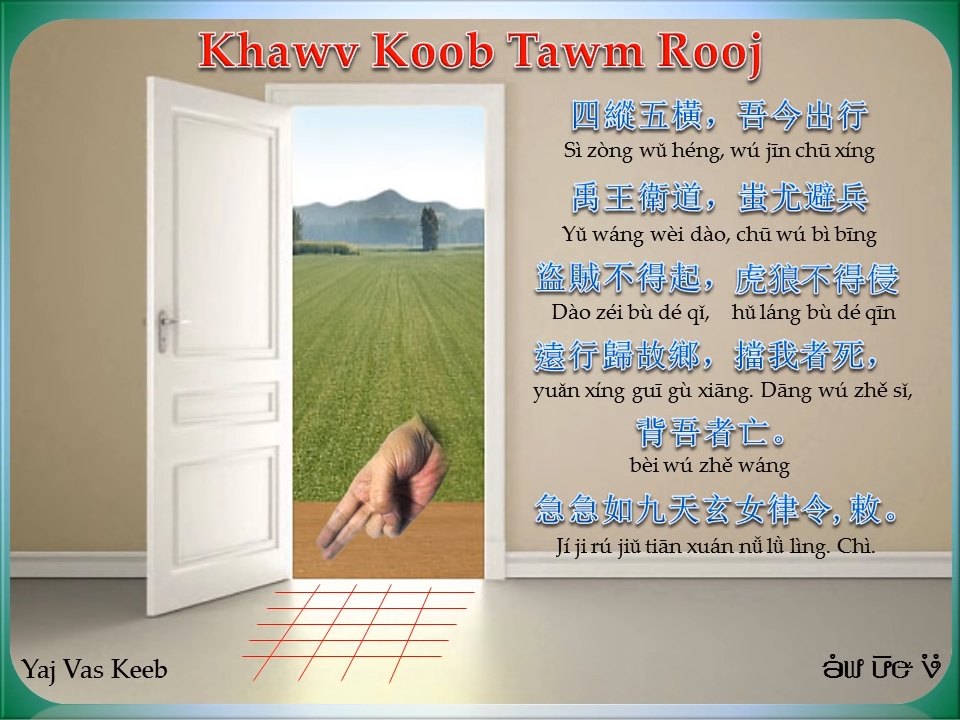 Khawv Koob Tawm Rooj
四縱五橫，吾今出行
Sì zòng wǔ héng, wú jīn chū xíng
禹王衛道，蚩尤避兵
Yǔ wáng wèi dào, chū wú bì bīng
盜賊不得起，虎狼不得侵
Dào zéi bù dé qǐ, hǔ láng bù dé qīn
遠行歸故鄉，擋我者死，
yuǎn xíng guī gù xiāng. Dāng wú zhě sǐ,
背吾者亡。
bèi wú zhě wáng
急急如九天玄女律令,敕。
Jí ji rú jiǔ tiān xuán nǚ lǜ lìng. Chì.
Yaj Vas Keeb